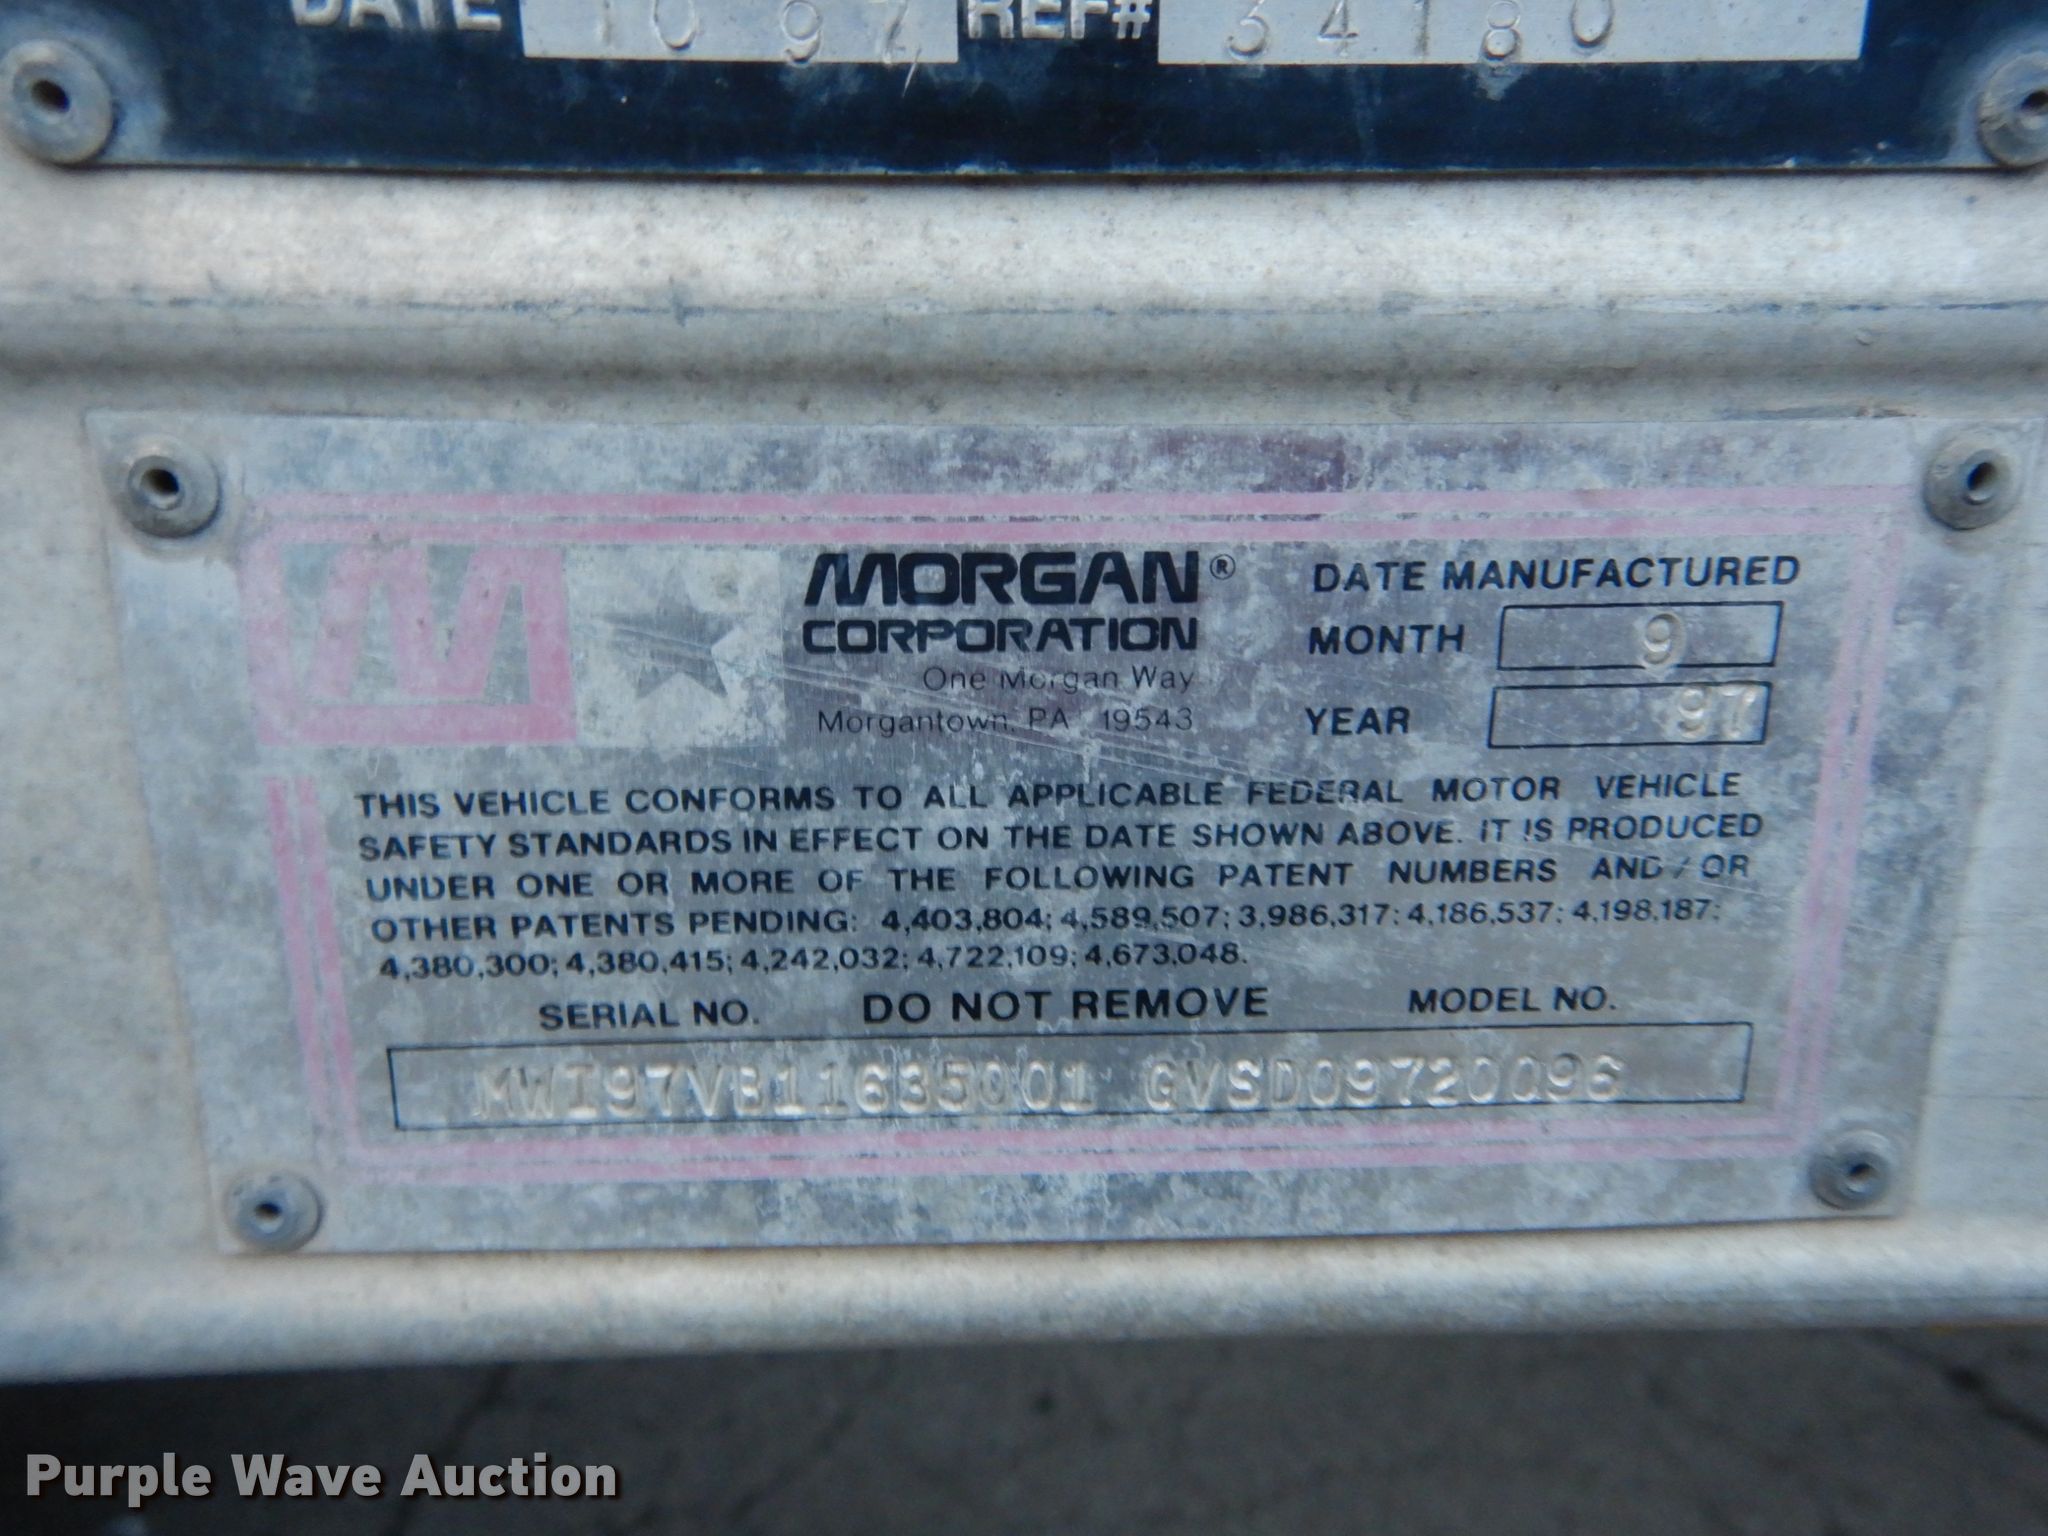 DATE 10 97 REF# 34180
MORGAN® DATE MANUFACTURED
CORPORATION MONTH 9
One Morgan Way
Morgantown, PA 19543 YEAR 97
THIS VEHICLE CONFORMS TO ALL APPLICABLE FEDERAL MOTOR VEHICLE
SAFETY STANDARDS IN EFFECT ON THE DATE SHOWN ABOVE. IT IS PRODUCED
UNDER ONE OR MORE OF THE FOLLOWING PATENT NUMBERS AND/OR
OTHER PATENTS PENDING: 4,403,804; 4,589,507; 3,986,317; 4,186,537; 4,198,187;
4,380,300; 4,380,415; 4,242,032; 4,722,109; 4,673,048.
SERIAL NO. DO NOT REMOVE MODEL NO.
MWI97VB11635001 GVSD09720096
Purple Wave Auction